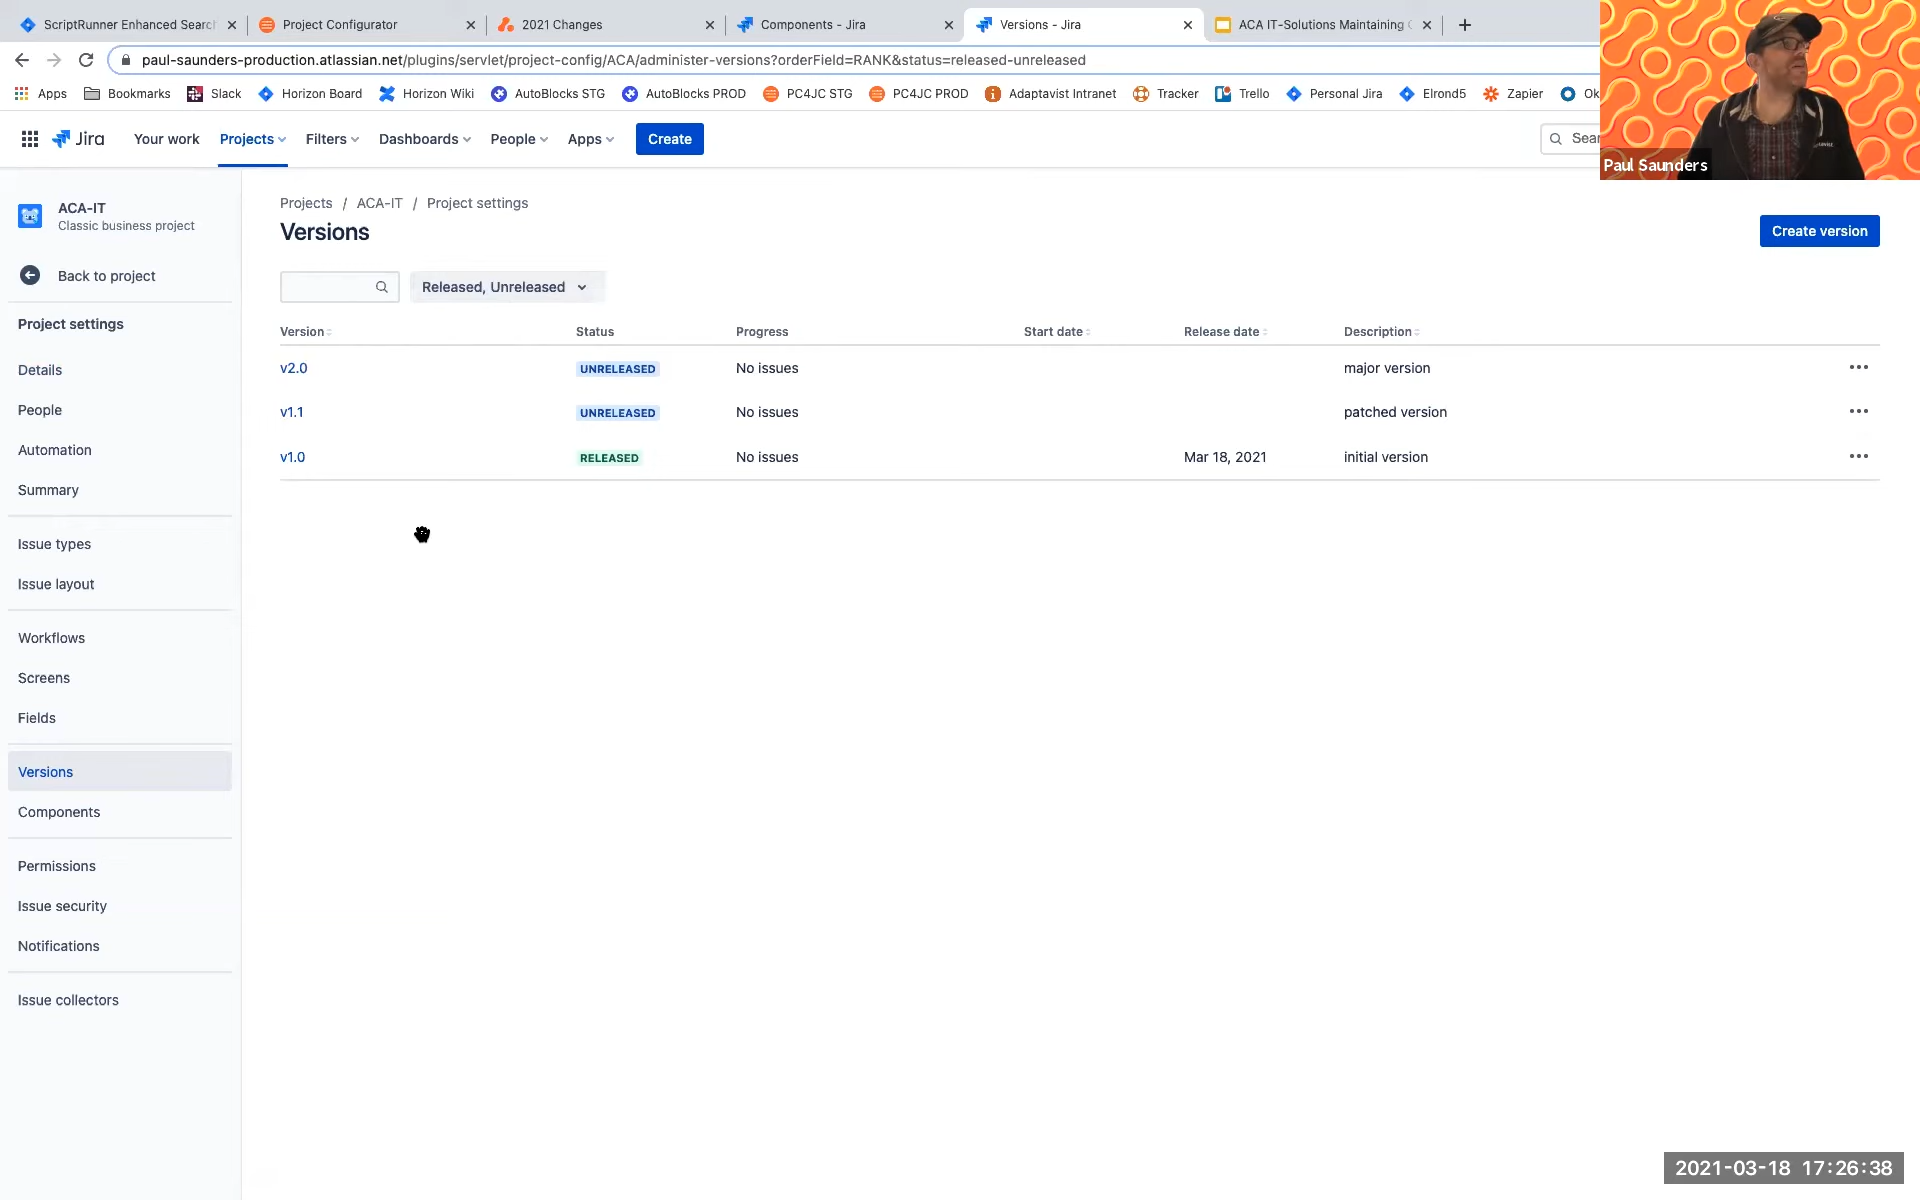 ScriptRunner Enhanced Search
Project Configurator
2021 Changes
Components - Jira
Versions - Jira
ACA IT-Solutions Maintaining
paul-saunders-production.atlassian.net/plugins/servlet/project-config/ACA/administer-versions?orderField=RANK&status=released-unreleased
Apps Bookmarks Slack Horizon Board Horizon Wiki AutoBlocks STG AutoBlocks PROD PC4JC STG PC4JC PROD Adaptavist Intranet Tracker Trello Personal Jira Elrond5 Zapier Ok
Jira Your work Projects Filters Dashboards People Apps Create Sear
Paul Saunders
ACA-IT
Classic business project
Back to project
Project settings
Details
People
Automation
Summary
Issue types
Issue layout
Workflows
Screens
Fields
Versions
Components
Permissions
Issue security
Notifications
Issue collectors
Projects / ACA-IT / Project settings
Versions
Create version
Released, Unreleased
Version Status Progress Start date Release date Description
v2.0 UNRELEASED No issues major version
v1.1 UNRELEASED No issues patched version
v1.0 RELEASED No issues Mar 18, 2021 initial version
2021-03-18 17:26:38